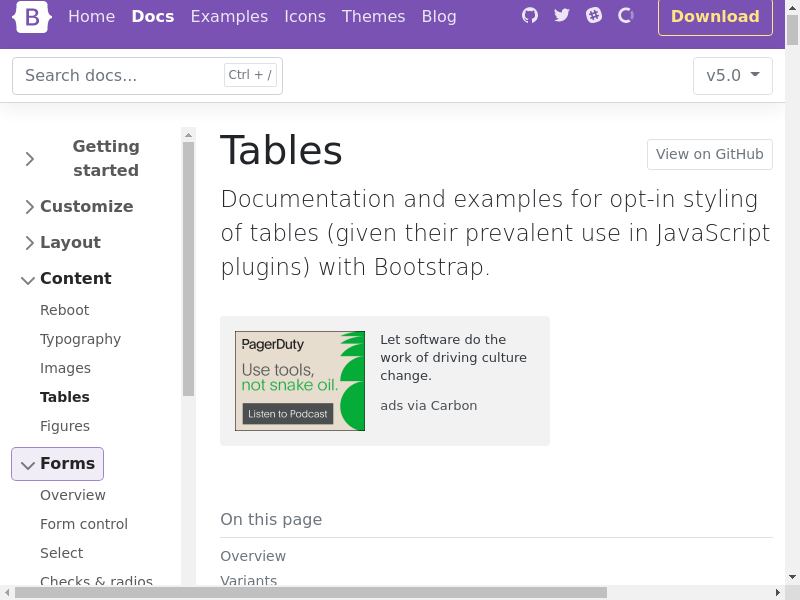 B
Home Docs Examples Icons Themes Blog
Download
Search docs...
Ctrl + /
v5.0
Getting
started
Customize
Layout
Content
Reboot
Typography
Images
Tables
Figures
Forms
Overview
Form control
Select
Checks & radios
Tables
View on GitHub
Documentation and examples for opt-in styling
of tables (given their prevalent use in JavaScript
plugins) with Bootstrap.
PagerDuty
Use tools,
not snake oil.
Listen to Podcast
Let software do the
work of driving culture
change.
ads via Carbon
On this page
Overview
Variants